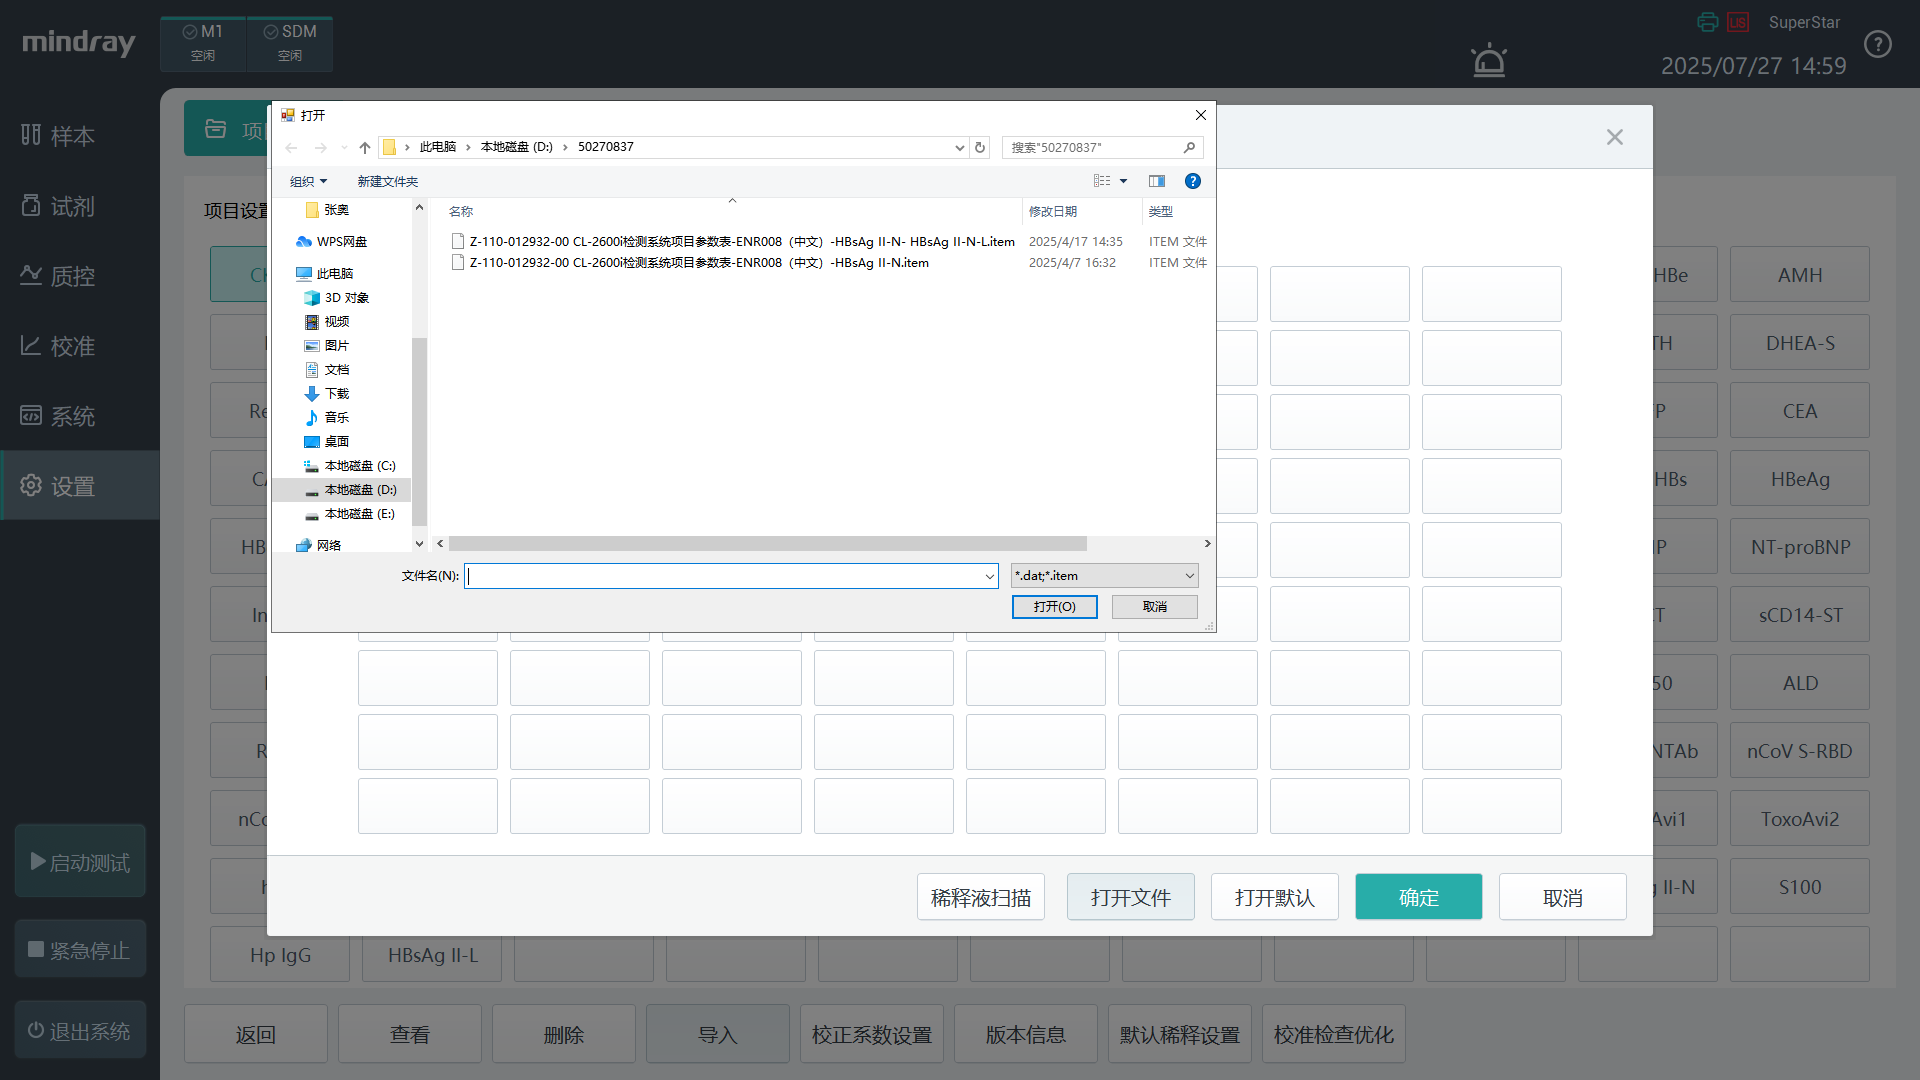 mindray
M1
空闲
SDM
空闲
LIS
SuperStar
2025/07/27 14:59
?
样本
试剂
质控
校准
系统
设置
启动测试
紧急停止
退出系统
打开
此电脑 › 本地磁盘 (D:) › 50270837
搜索"50270837"
组织
新建文件夹
张奥
WPS网盘
此电脑
3D 对象
视频
图片
文档
下载
音乐
桌面
本地磁盘 (C:)
本地磁盘 (D:)
本地磁盘 (E:)
网络
名称
修改日期
类型
Z-110-012932-00 CL-2600i检测系统项目参数表-ENR008（中文）-HBsAg II-N- HBsAg II-N-L.item
2025/4/17 14:35
ITEM 文件
Z-110-012932-00 CL-2600i检测系统项目参数表-ENR008（中文）-HBsAg II-N.item
2025/4/7 16:32
ITEM 文件
文件名(N):
*.dat;*.item
打开(O)
取消
项目设置
HBe
AMH
TH
DHEA-S
Re
P
CEA
HBs
HBeAg
HB
IP
NT-proBNP
In
CT
sCD14-ST
50
ALD
R
NTAb
nCoV S-RBD
nCo
Avi1
ToxoAvi2
II-N
S100
Hp IgG
HBsAg II-L
稀释液扫描
打开文件
打开默认
确定
取消
返回
查看
删除
导入
校正系数设置
版本信息
默认稀释设置
校准检查优化